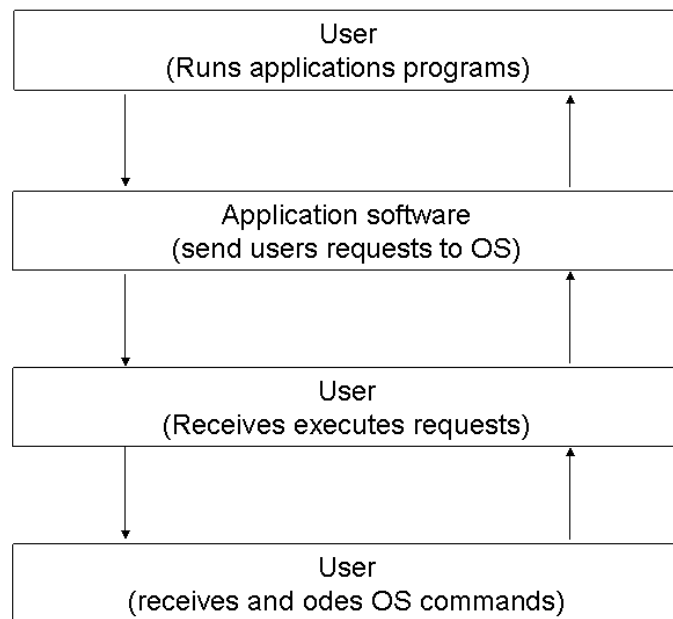 User
(Runs applications programs)
Application software
(send users requests to OS)
User
(Receives executes requests)
User
(receives and odes OS commands)